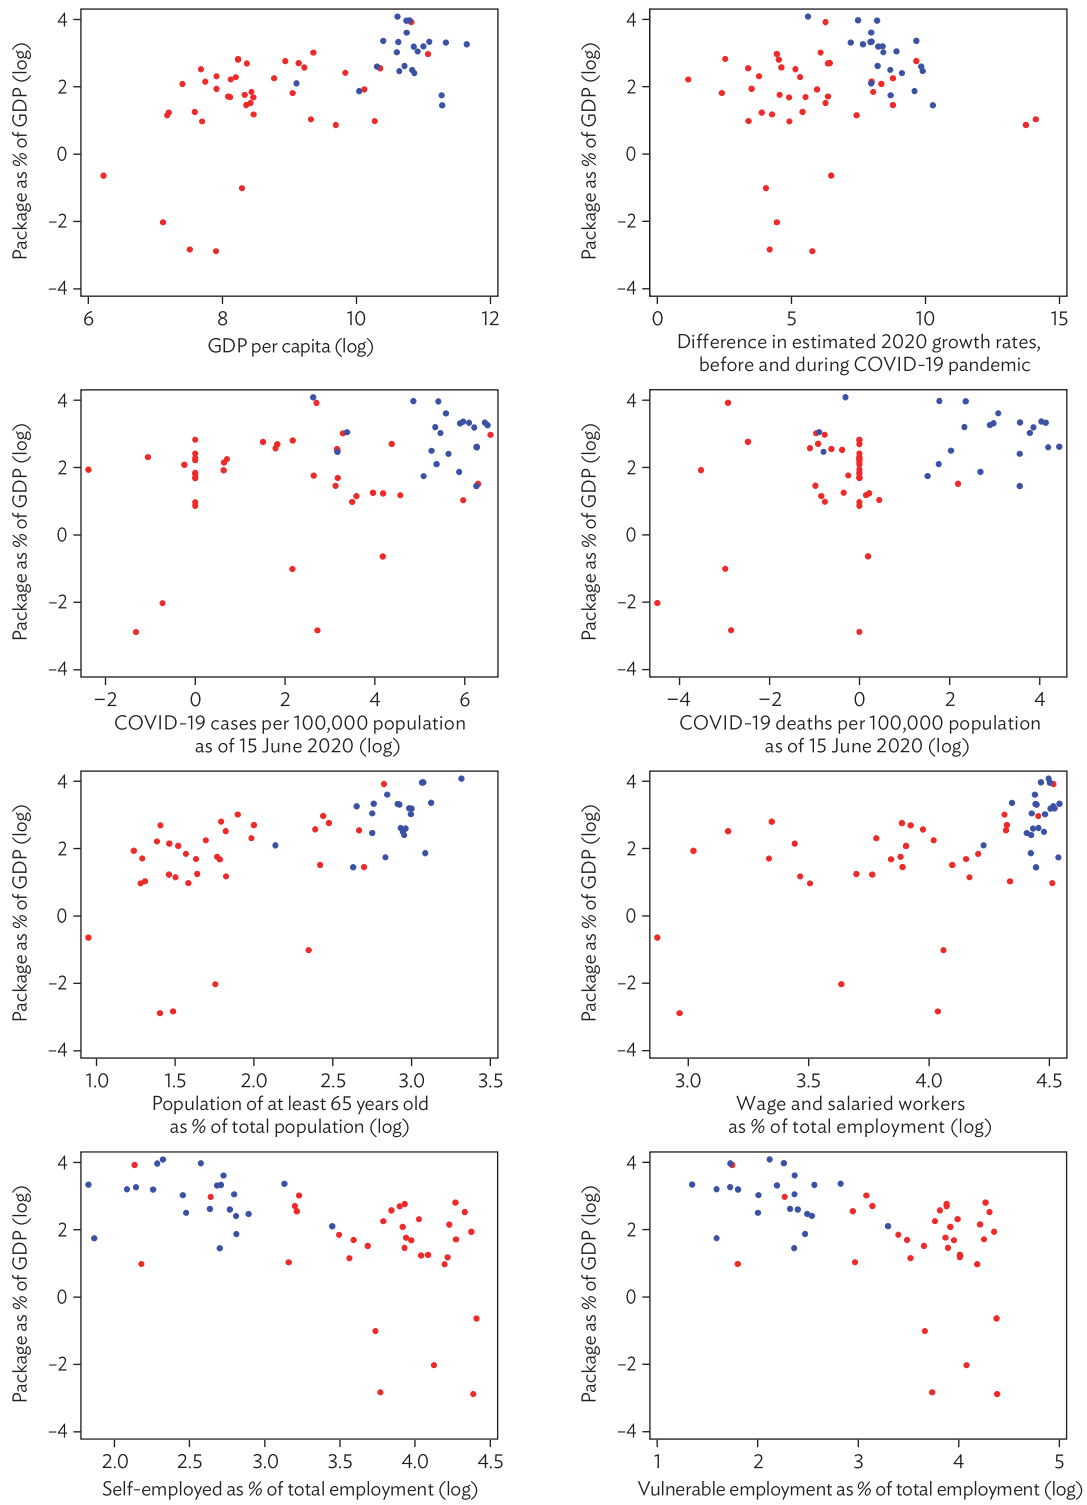 4
2
0
–2
–4
Package as % of GDP (log)
6 8 10 12
GDP per capita (log)
4
2
0
–2
–4
Package as % of GDP (log)
0 5 10 15
Difference in estimated 2020 growth rates,
before and during COVID-19 pandemic
4
2
0
–2
–4
Package as % of GDP (log)
–2 0 2 4 6
COVID-19 cases per 100,000 population
as of 15 June 2020 (log)
4
2
0
–2
–4
Package as % of GDP (log)
–4 –2 0 2 4
COVID-19 deaths per 100,000 population
as of 15 June 2020 (log)
4
2
0
–2
–4
Package as % of GDP (log)
1.0 1.5 2.0 2.5 3.0 3.5
Population of at least 65 years old
as % of total population (log)
4
2
0
–2
–4
Package as % of GDP (log)
3.0 3.5 4.0 4.5
Wage and salaried workers
as % of total employment (log)
4
2
0
–2
–4
Package as % of GDP (log)
2.0 2.5 3.0 3.5 4.0 4.5
Self-employed as % of total employment (log)
4
2
0
–2
–4
Package as % of GDP (log)
1 2 3 4 5
Vulnerable employment as % of total employment (log)